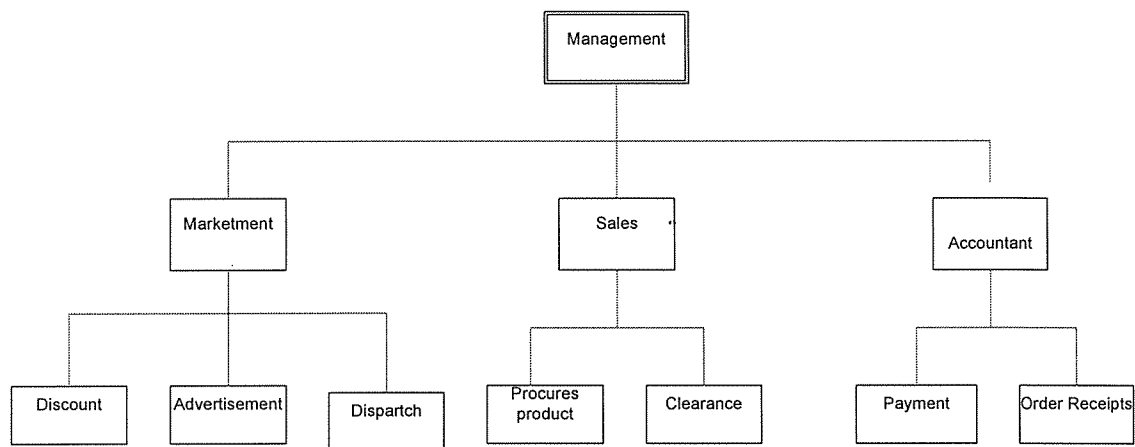 Management
Marketment
Sales
Accountant
Discount
Advertisement
Dispartch
Procures
product
Clearance
Payment
Order Receipts